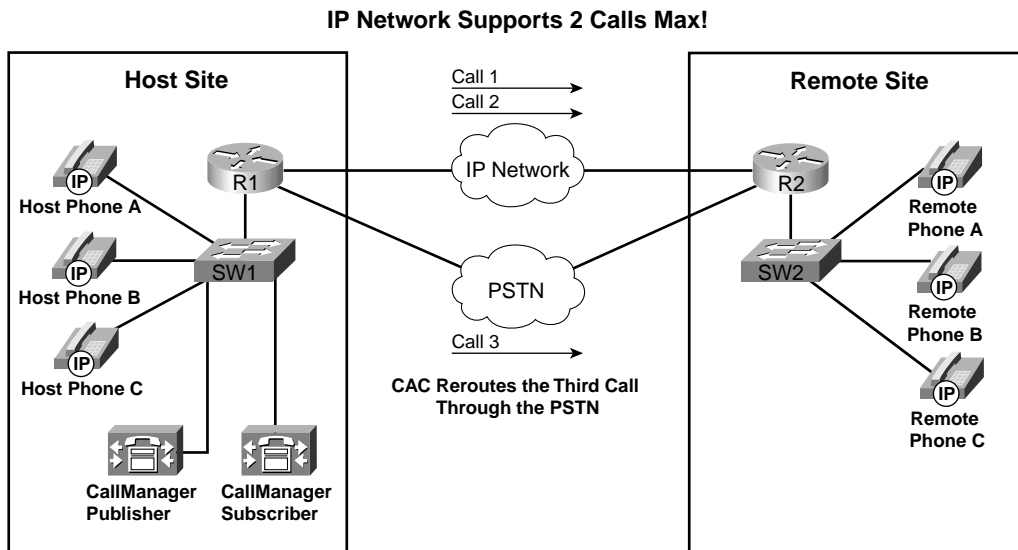 IP Network Supports 2 Calls Max!
Host Site
IP
Host Phone A
IP
Host Phone B
IP
Host Phone C
R1
SW1
CallManager
Publisher
CallManager
Subscriber
Call 1
Call 2
IP Network
PSTN
Call 3
CAC Reroutes the Third Call
Through the PSTN
Remote Site
R2
SW2
IP
Remote
Phone A
IP
Remote
Phone B
IP
Remote
Phone C